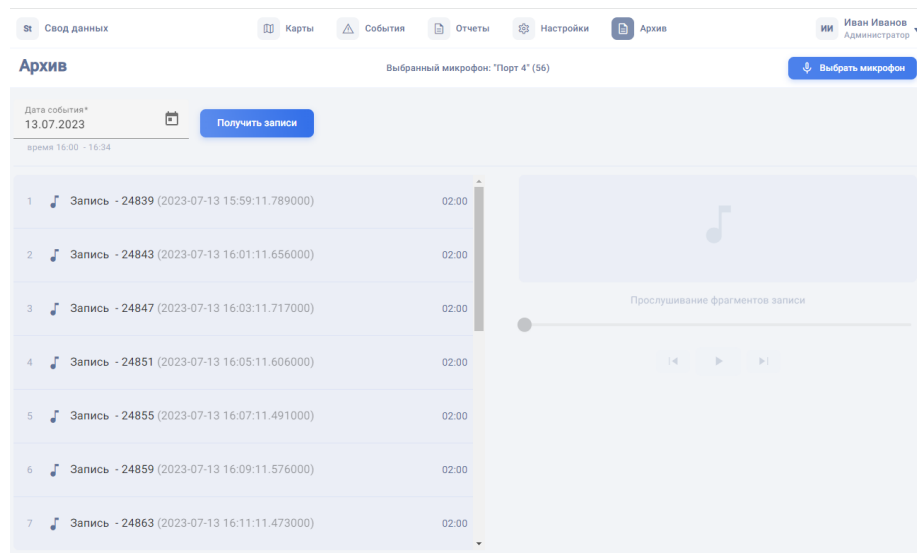 St Свод данных Карты События Отчеты Настройки Архив ИИ Иван Иванов
Администратор
Архив Выбранный микрофон: "Порт 4" (56) Выбрать микрофон
Дата события*
13.07.2023 Получить записи
время 16:00 - 16:34
1 Запись - 24839 (2023-07-13 15:59:11.789000) 02:00
2 Запись - 24843 (2023-07-13 16:01:11.656000) 02:00
3 Запись - 24847 (2023-07-13 16:03:11.717000) 02:00
4 Запись - 24851 (2023-07-13 16:05:11.606000) 02:00
5 Запись - 24855 (2023-07-13 16:07:11.491000) 02:00
6 Запись - 24859 (2023-07-13 16:09:11.576000) 02:00
7 Запись - 24863 (2023-07-13 16:11:11.473000) 02:00
Прослушивание фрагментов записи